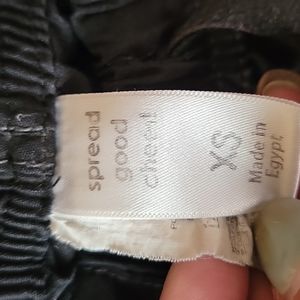 spread
good
cheer!
XS
Made in
Egypt